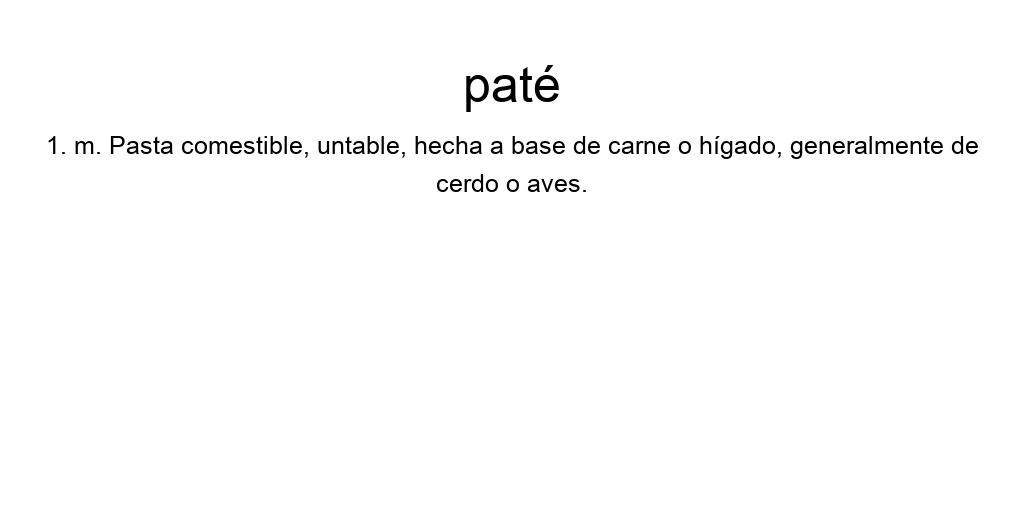 paté
1. m. Pasta comestible, untable, hecha a base de carne o hígado, generalmente de
cerdo o aves.